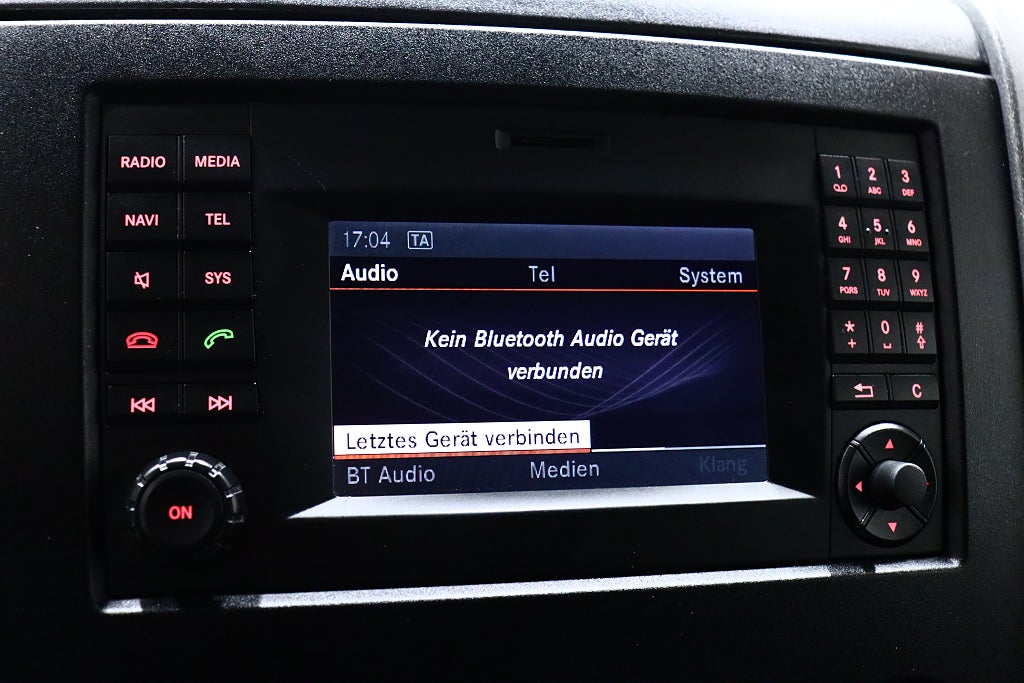 RADIO MEDIA
NAVI TEL
SYS
ON
17:04 TA
Audio Tel System
Kein Bluetooth Audio Gerät
verbunden
Letztes Gerät verbinden
BT Audio Medien Klang
1 2 3
ABC DEF
4 .5. 6
GHI JKL MNO
7 8 9
PQRS TUV WXYZ
* 0 #
+
C